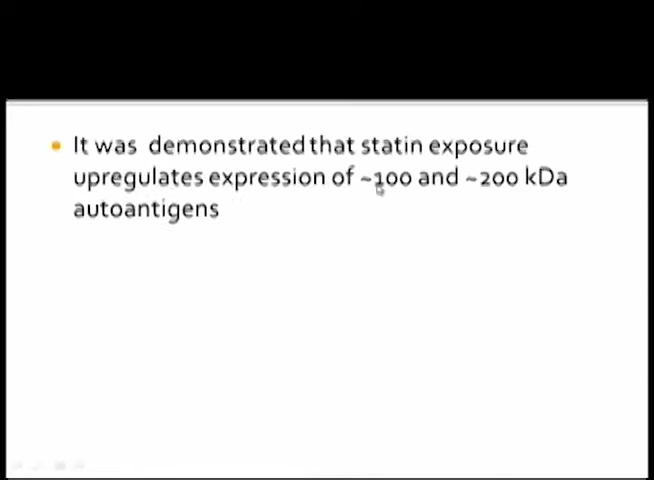 It was demonstrated that statin exposure
upregulates expression of ~100 and ~200 kDa
autoantigens